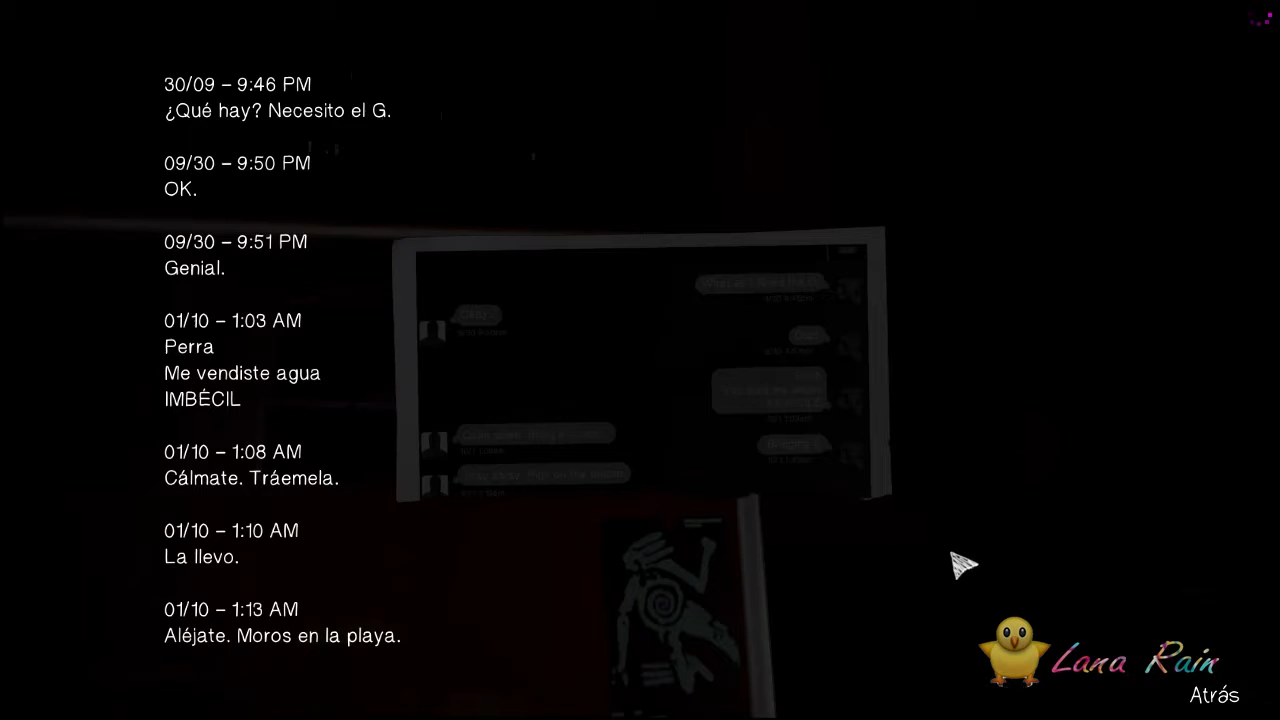 30/09 – 9:46 PM
¿Qué hay? Necesito el G.
09/30 – 9:50 PM
OK.
09/30 – 9:51 PM
Genial.
01/10 – 1:03 AM
Perra
Me vendiste agua
IMBÉCIL
01/10 – 1:08 AM
Cálmate. Tráemela.
01/10 – 1:10 AM
La llevo.
01/10 – 1:13 AM
Aléjate. Moros en la playa.
Lana Rain
Atrás